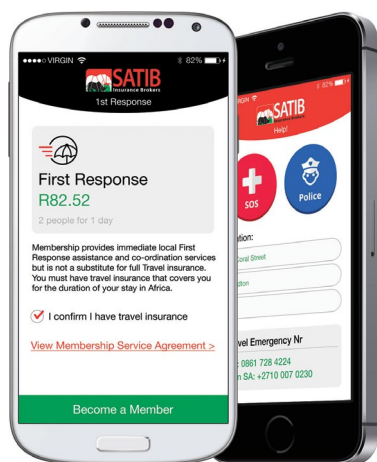 VIRGIN 82%
SATIB
Insurance Brokers
1st Response
First Response
R82.52
2 people for 1 day
Membership provides immediate local First
Response assistance and co-ordination services
but is not a substitute for full Travel insurance.
You must have travel insurance that covers you
for the duration of your stay in Africa.
I confirm I have travel insurance
View Membership Service Agreement >
Become a Member
82%
SATIB
Insurance Brokers
Help!
SOS
Police
Coral Street
vel Emergency Nr
: 0861 728 4224
n SA: +2710 007 0230